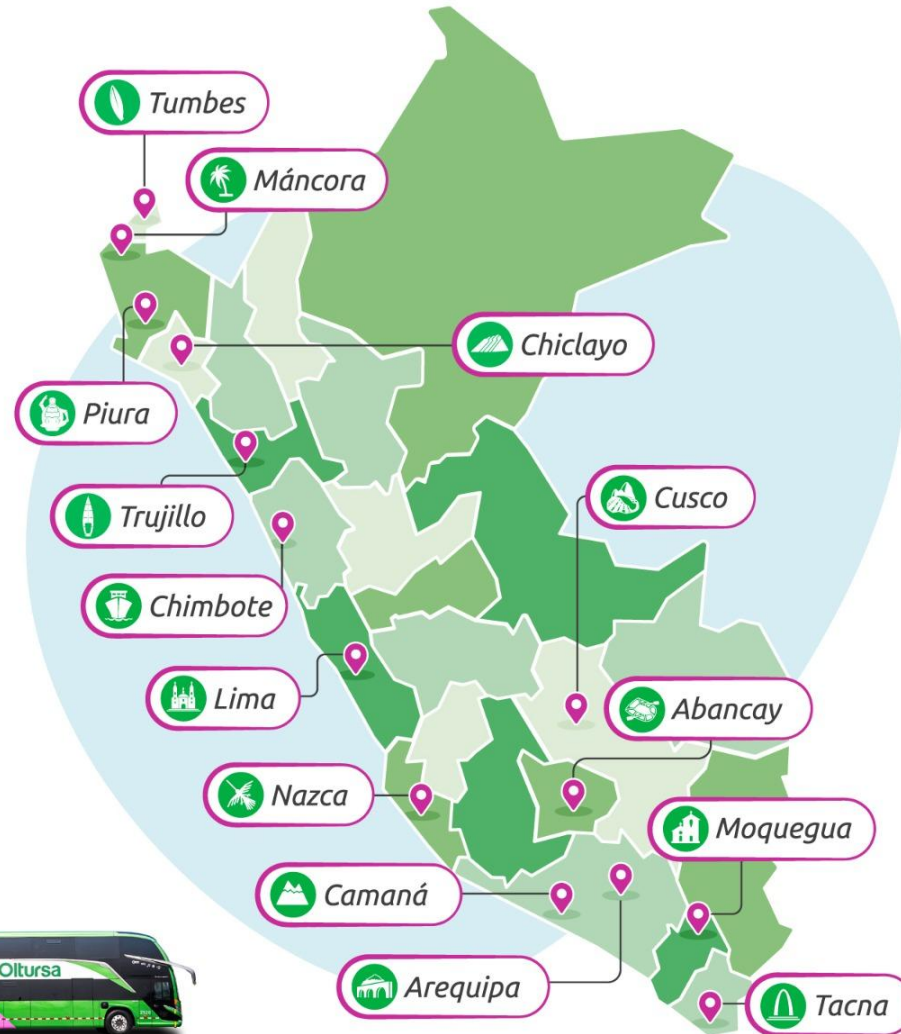 Tumbes
Máncora
Chiclayo
Piura
Trujillo
Cusco
Chimbote
Lima
Abancay
Nazca
Moquegua
Camaná
Oltursa
Arequipa
Tacna